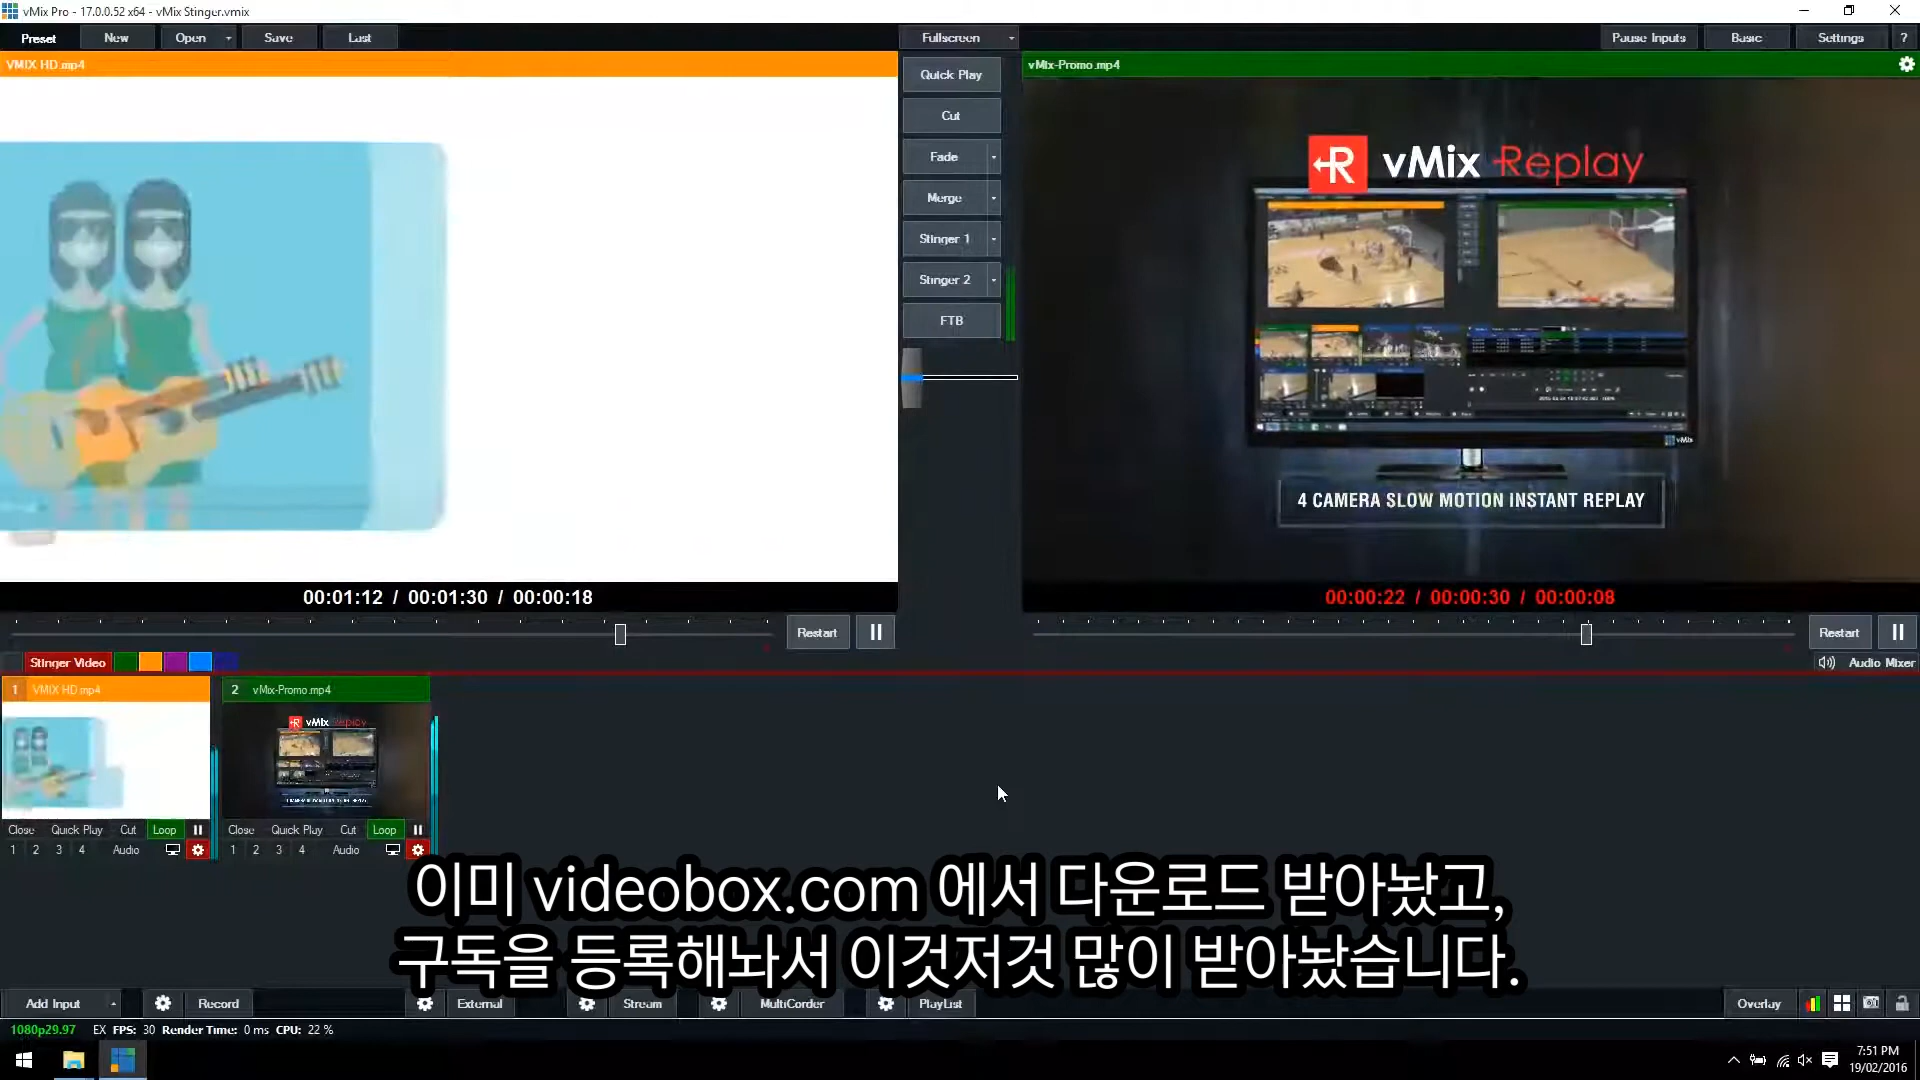 vMix Pro - 17.0.0.52 x64 - vMix Stinger.vmix
Preset
New
Open
Save
Last
Fullscreen
Pause Inputs
Basic
Settings
?
VMIX HD.mp4
Quick Play
Cut
Fade
Merge
Stinger 1
Stinger 2
FTB
vMix-Promo.mp4
R vMix Replay
vMix
4 CAMERA SLOW MOTION INSTANT REPLAY
00:01:12 / 00:01:30 / 00:00:18
00:00:22 / 00:00:30 / 00:00:08
Restart
Restart
Stinger Video
Audio Mixer
1 VMIX HD.mp4
2 vMix-Promo.mp4
R vMix Replay
Close Quick Play Cut Loop
Close Quick Play Cut Loop
1 2 3 4 Audio
1 2 3 4 Audio
이미 videobox.com 에서 다운로드 받아놨고,
구독을 등록해놔서 이것저것 많이 받아놨습니다.
Add Input
Record
External
Stream
MultiCorder
PlayList
Overlay
1080p29.97 EX FPS: 30 Render Time: 0 ms CPU: 22 %
7:51 PM
19/02/2016